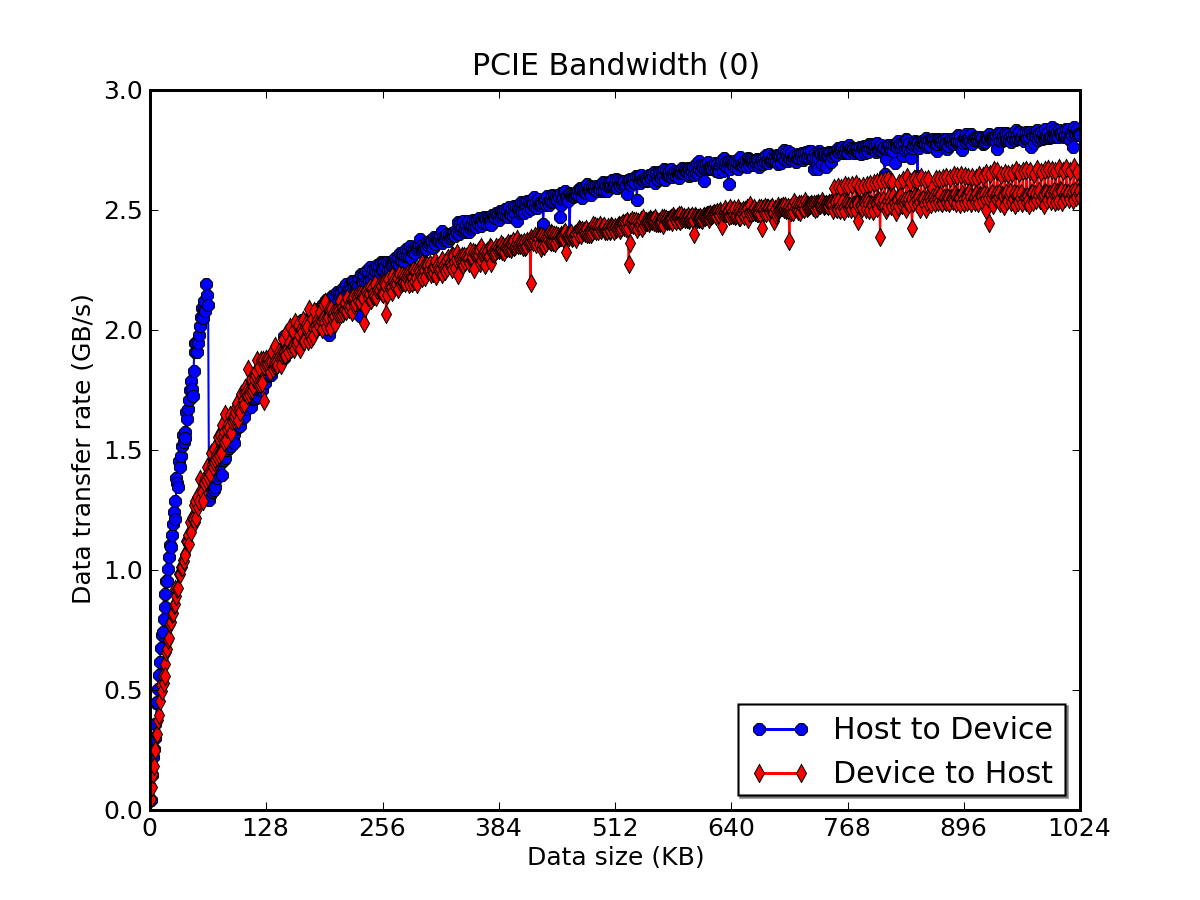 PCIE Bandwidth (0)
3.0
2.5
2.0
1.5
1.0
0.5
0.0
Data transfer rate (GB/s)
Host to Device
Device to Host
0 128 256 384 512 640 768 896 1024
Data size (KB)